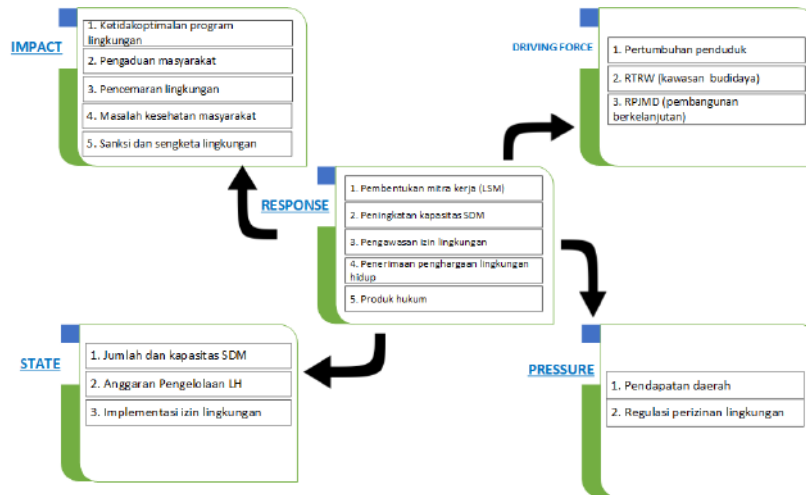 IMPACT
1. Ketidakoptimalan program
lingkungan
2. Pengaduan masyarakat
3. Pencemaran lingkungan
4. Masalah kesehatan masyarakat
5. Sanksi dan sengketa lingkungan
DRIVING FORCE
1. Pertumbuhan penduduk
2. RTRW (kawasan budidaya)
3. RPJMD (pembangunan
berkelanjutan)
RESPONSE
1. Pembentukan mitra kerja (LSM)
2. Peningkatan kapasitas SDM
3. Pengawasan izin lingkungan
4. Penerimaan penghargaan lingkungan
hidup
5. Produk hukum
STATE
1. Jumlah dan kapasitas SDM
2. Anggaran Pengelolaan LH
3. Implementasi izin lingkungan
PRESSURE
1. Pendapatan daerah
2. Regulasi perizinan lingkungan